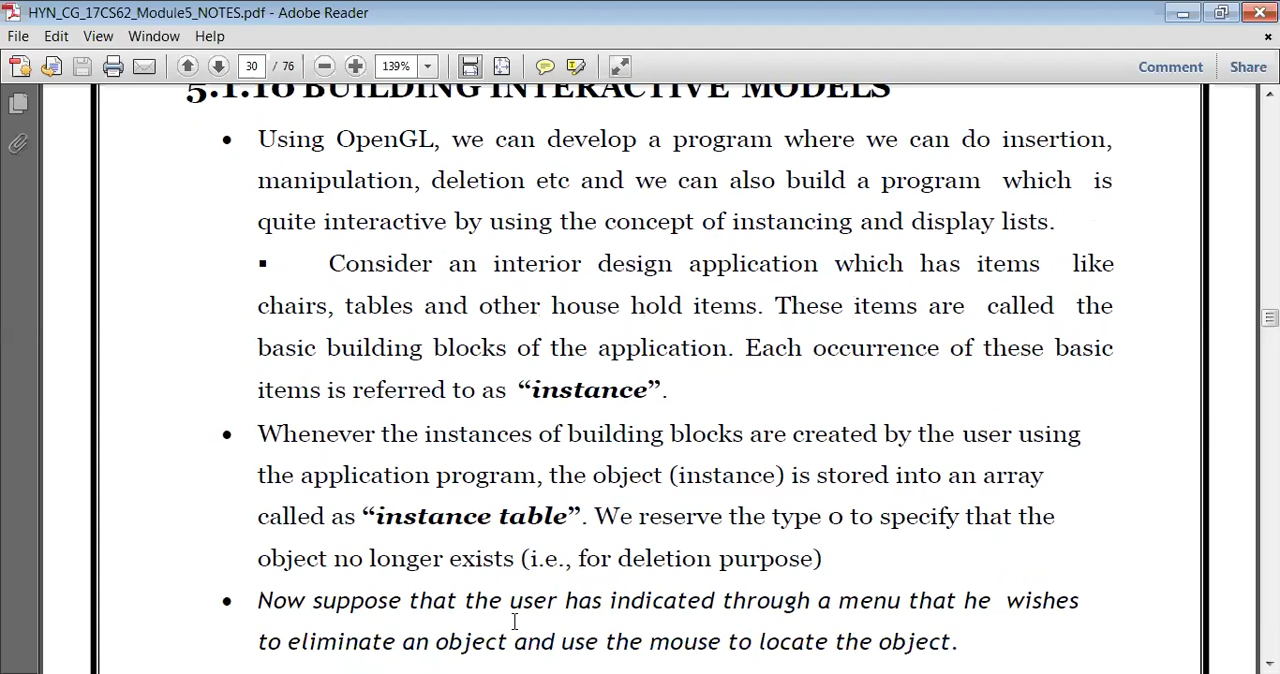 HYN_CG_17CS62_Module5_NOTES.pdf - Adobe Reader
File Edit View Window Help
30 / 76 139% Comment Share
5.1.10 BUILDING INTERACTIVE MODELS
• Using OpenGL, we can develop a program where we can do insertion,
manipulation, deletion etc and we can also build a program which is
quite interactive by using the concept of instancing and display lists.
▪ Consider an interior design application which has items like
chairs, tables and other house hold items. These items are called the
basic building blocks of the application. Each occurrence of these basic
items is referred to as “instance”.
• Whenever the instances of building blocks are created by the user using
the application program, the object (instance) is stored into an array
called as “instance table”. We reserve the type 0 to specify that the
object no longer exists (i.e., for deletion purpose)
• Now suppose that the user has indicated through a menu that he wishes
to eliminate an object and use the mouse to locate the object.